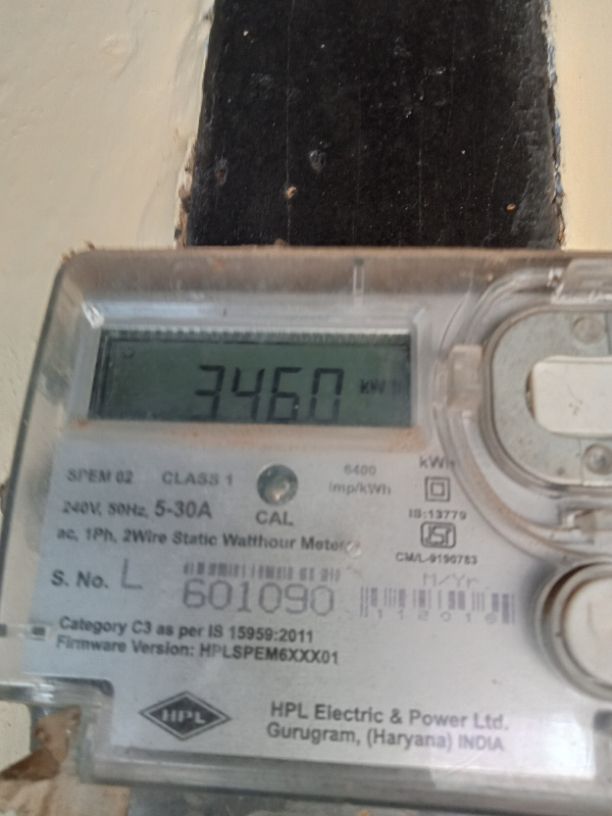 3460 kWh
SPEM 02 CLASS 1
6400 imp/kWh
kWh
240V, 50Hz, 5-30A
CAL
IS:13779
ac, 1Ph, 2Wire Static Watthour Meter
CM/L-9190783
M/Yr
S. No. L 601090
112016
Category C3 as per IS 15959:2011
Firmware Version: HPLSPEM6XXX01
HPL
HPL Electric & Power Ltd.
Gurugram, (Haryana) INDIA